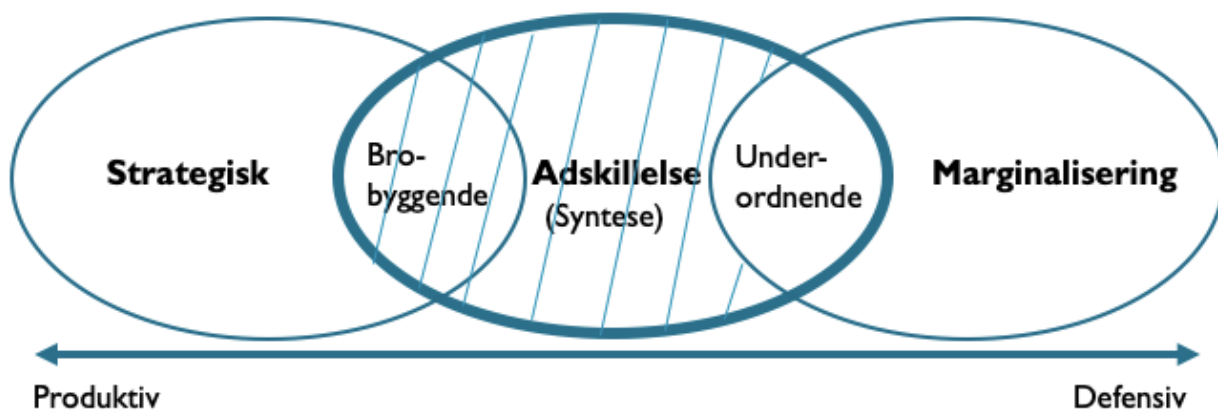 Strategisk
Bro-
byggende
Adskillelse
(Syntese)
Under-
ordnende
Marginalisering
Produktiv
Defensiv